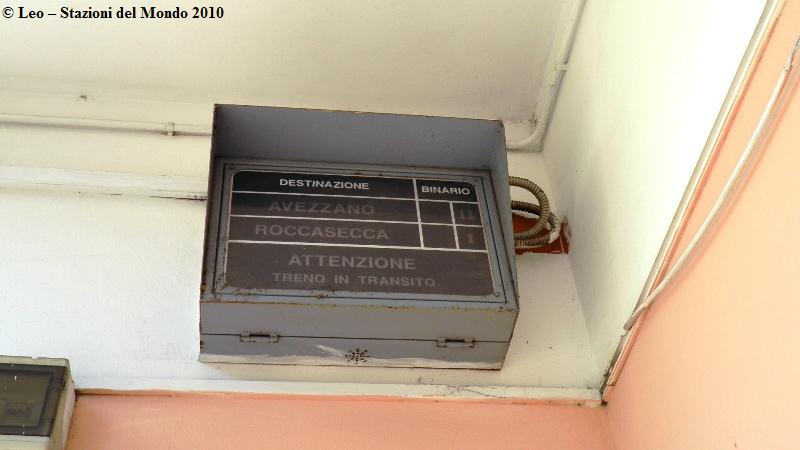 © Leo – Stazioni del Mondo 2010
DESTINAZIONE BINARIO
AVEZZANO II
ROCCASECCA I
ATTENZIONE
TRENO IN TRANSITO